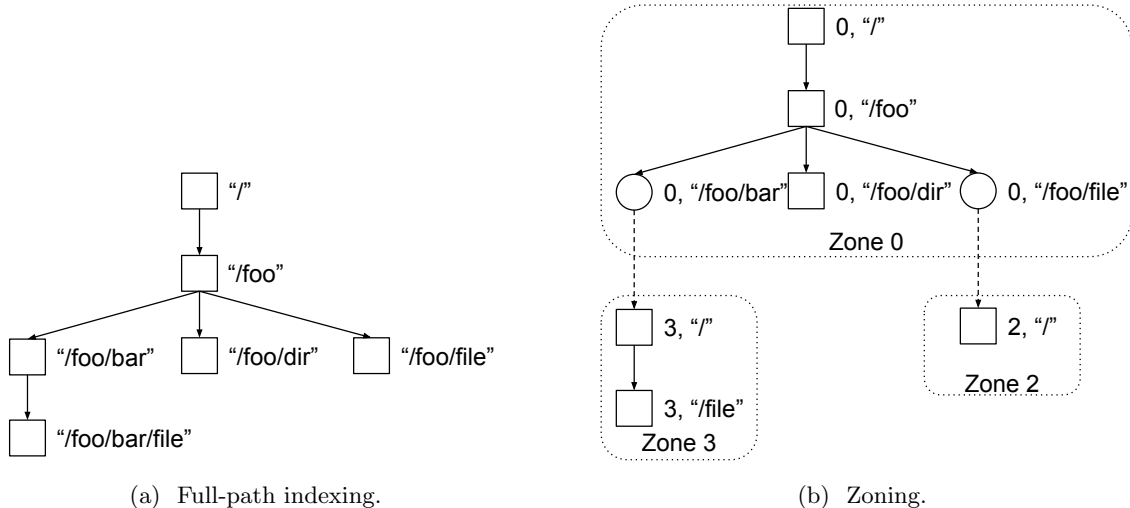 “/”
“/foo”
“/foo/bar” “/foo/dir” “/foo/file”
“/foo/bar/file”
(a) Full-path indexing.
0, “/”
0, “/foo”
0, “/foo/bar” 0, “/foo/dir” 0, “/foo/file”
Zone 0
3, “/”
3, “/file”
Zone 3
2, “/”
Zone 2
(b) Zoning.